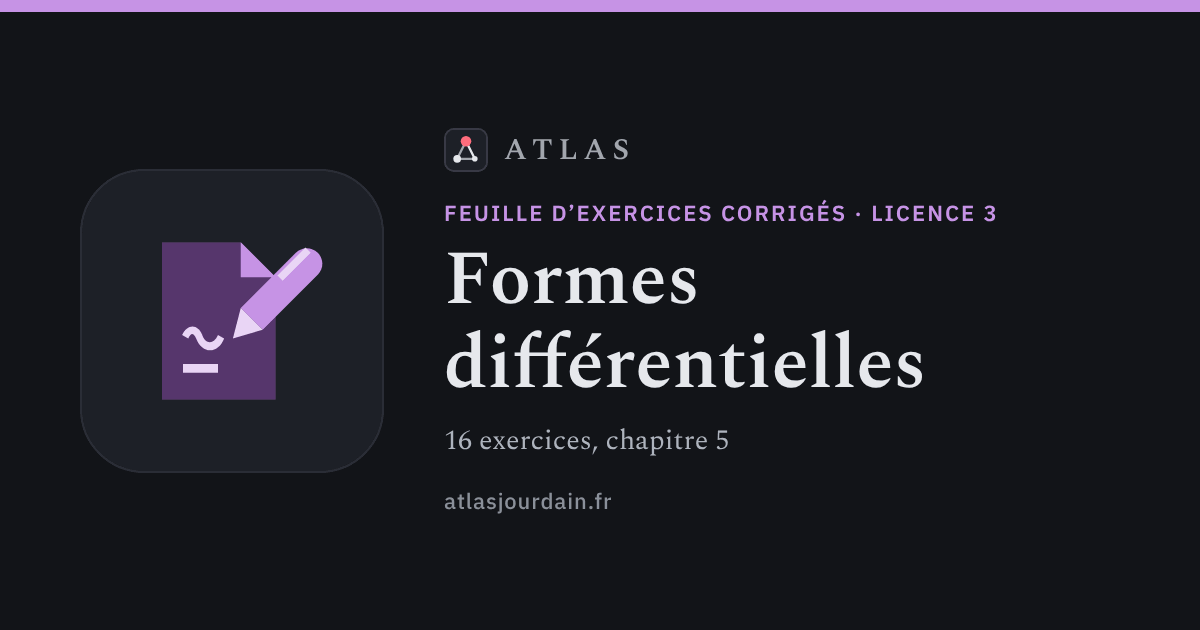 ATLAS
FEUILLE D’EXERCICES CORRIGÉS · LICENCE 3
Formes
différentielles
16 exercices, chapitre 5
atlasjourdain.fr